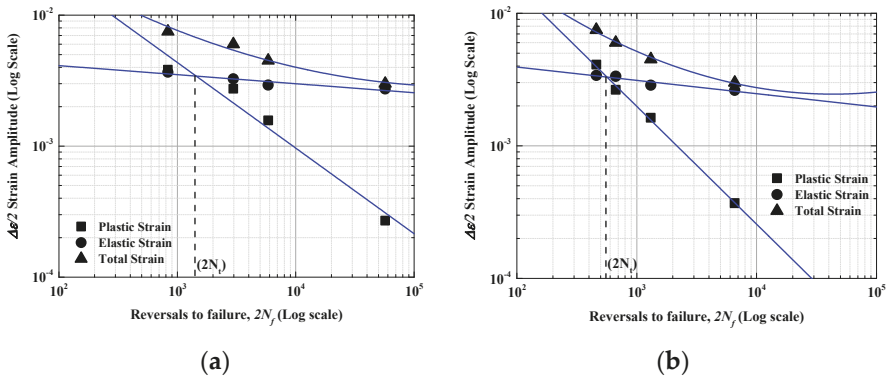 10^-2
10^-3
10^-4
Δε/2 Strain Amplitude (Log Scale)
Plastic Strain
Elastic Strain
Total Strain
(2N_t)
10^2 10^3 10^4 10^5
Reversals to failure, 2N_f (Log scale)
(a)
10^-2
10^-3
10^-4
Δε/2 Strain Amplitude (Log Scale)
Plastic Strain
Elastic Strain
Total Strain
(2N_t)
10^2 10^3 10^4 10^5
Reversals to failure, 2N_f (Log scale)
(b)